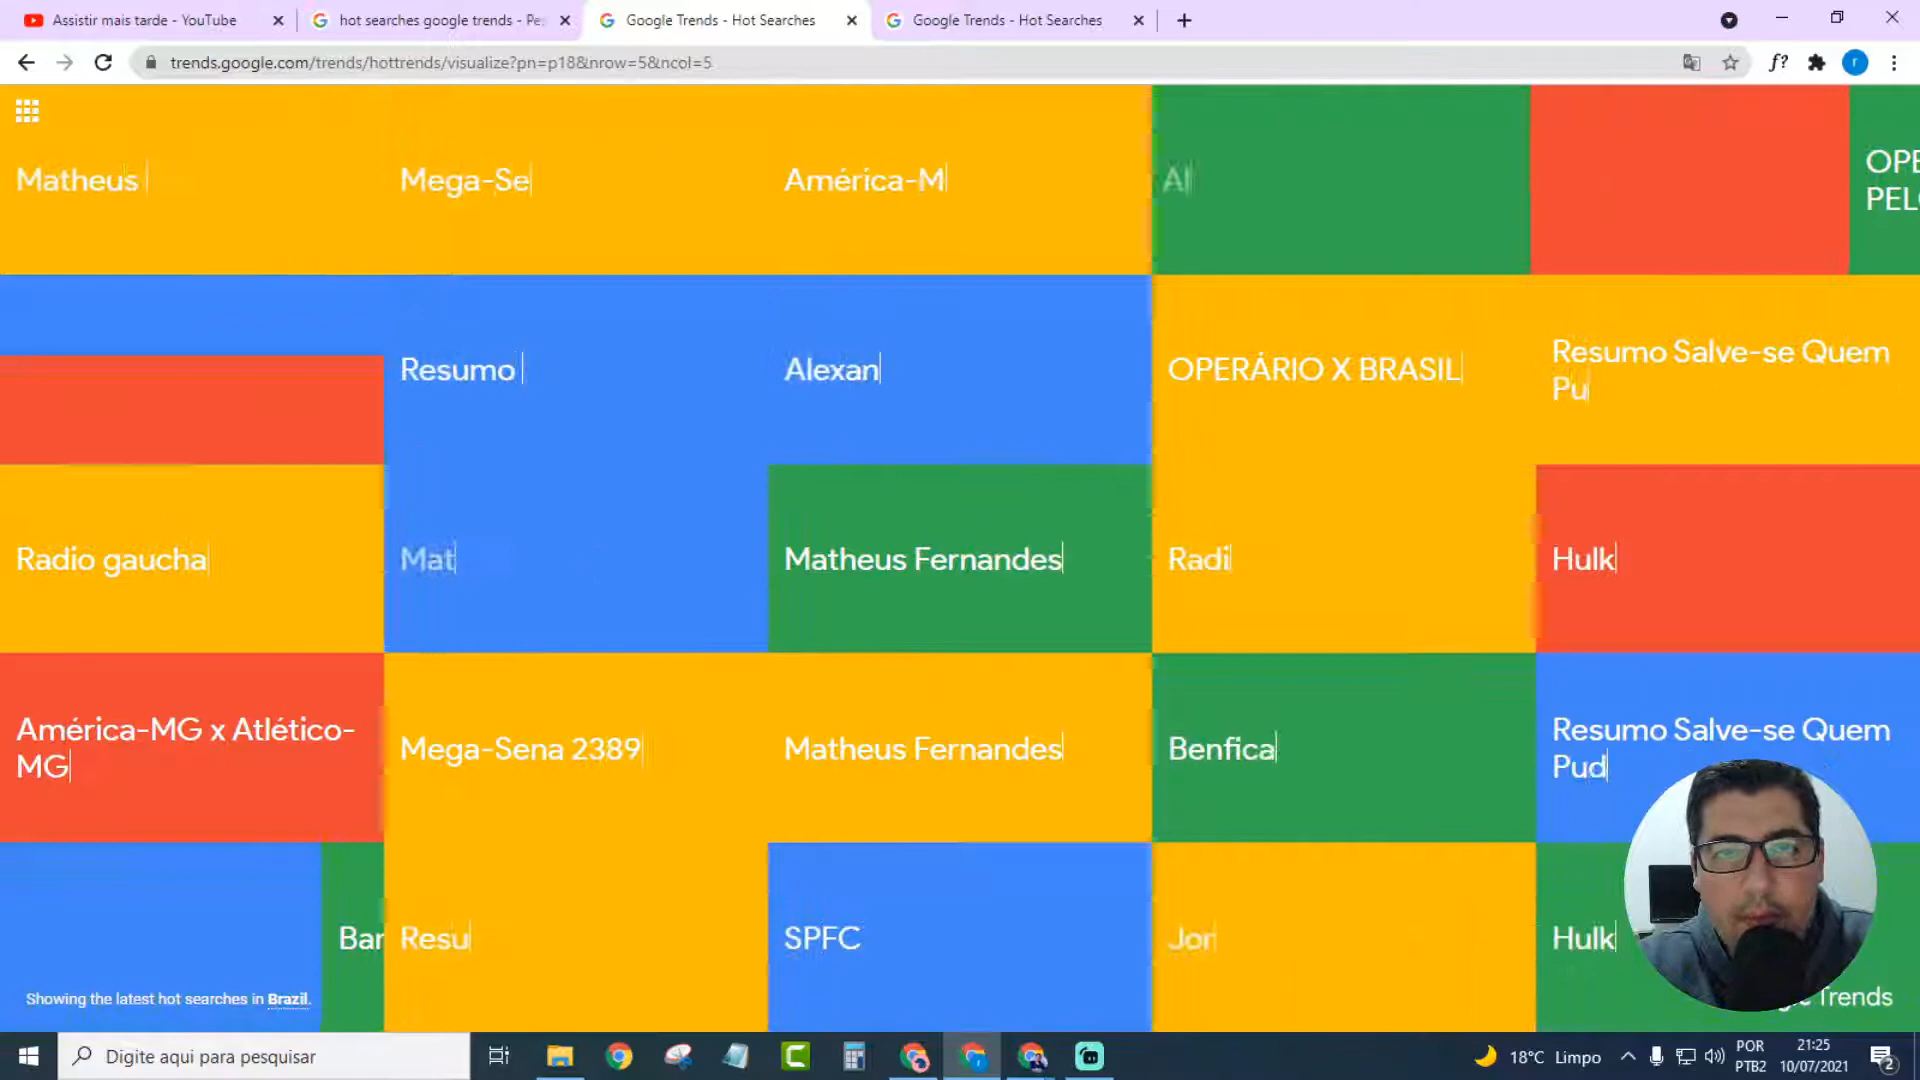 Assistir mais tarde - YouTube
hot searches google trends - Pe
Google Trends - Hot Searches
Google Trends - Hot Searches
trends.google.com/trends/hottrends/visualize?pn=p18&nrow=5&ncol=5
f?
r
Matheus
Mega-Se
América-M
Al
OPE
PEL
Resumo
Alexan
OPERÁRIO X BRASIL
Resumo Salve-se Quem
Pu
Radio gaucha
Mat
Matheus Fernandes
Radi
Hulk
América-MG x Atlético-
MG
Mega-Sena 2389
Matheus Fernandes
Benfica
Resumo Salve-se Quem
Pud
Bar
Resu
SPFC
Jor
Hulk
Showing the latest hot searches in Brazil.
Trends
Digite aqui para pesquisar
18°C Limpo
POR
PTB2
21:25
10/07/2021
2